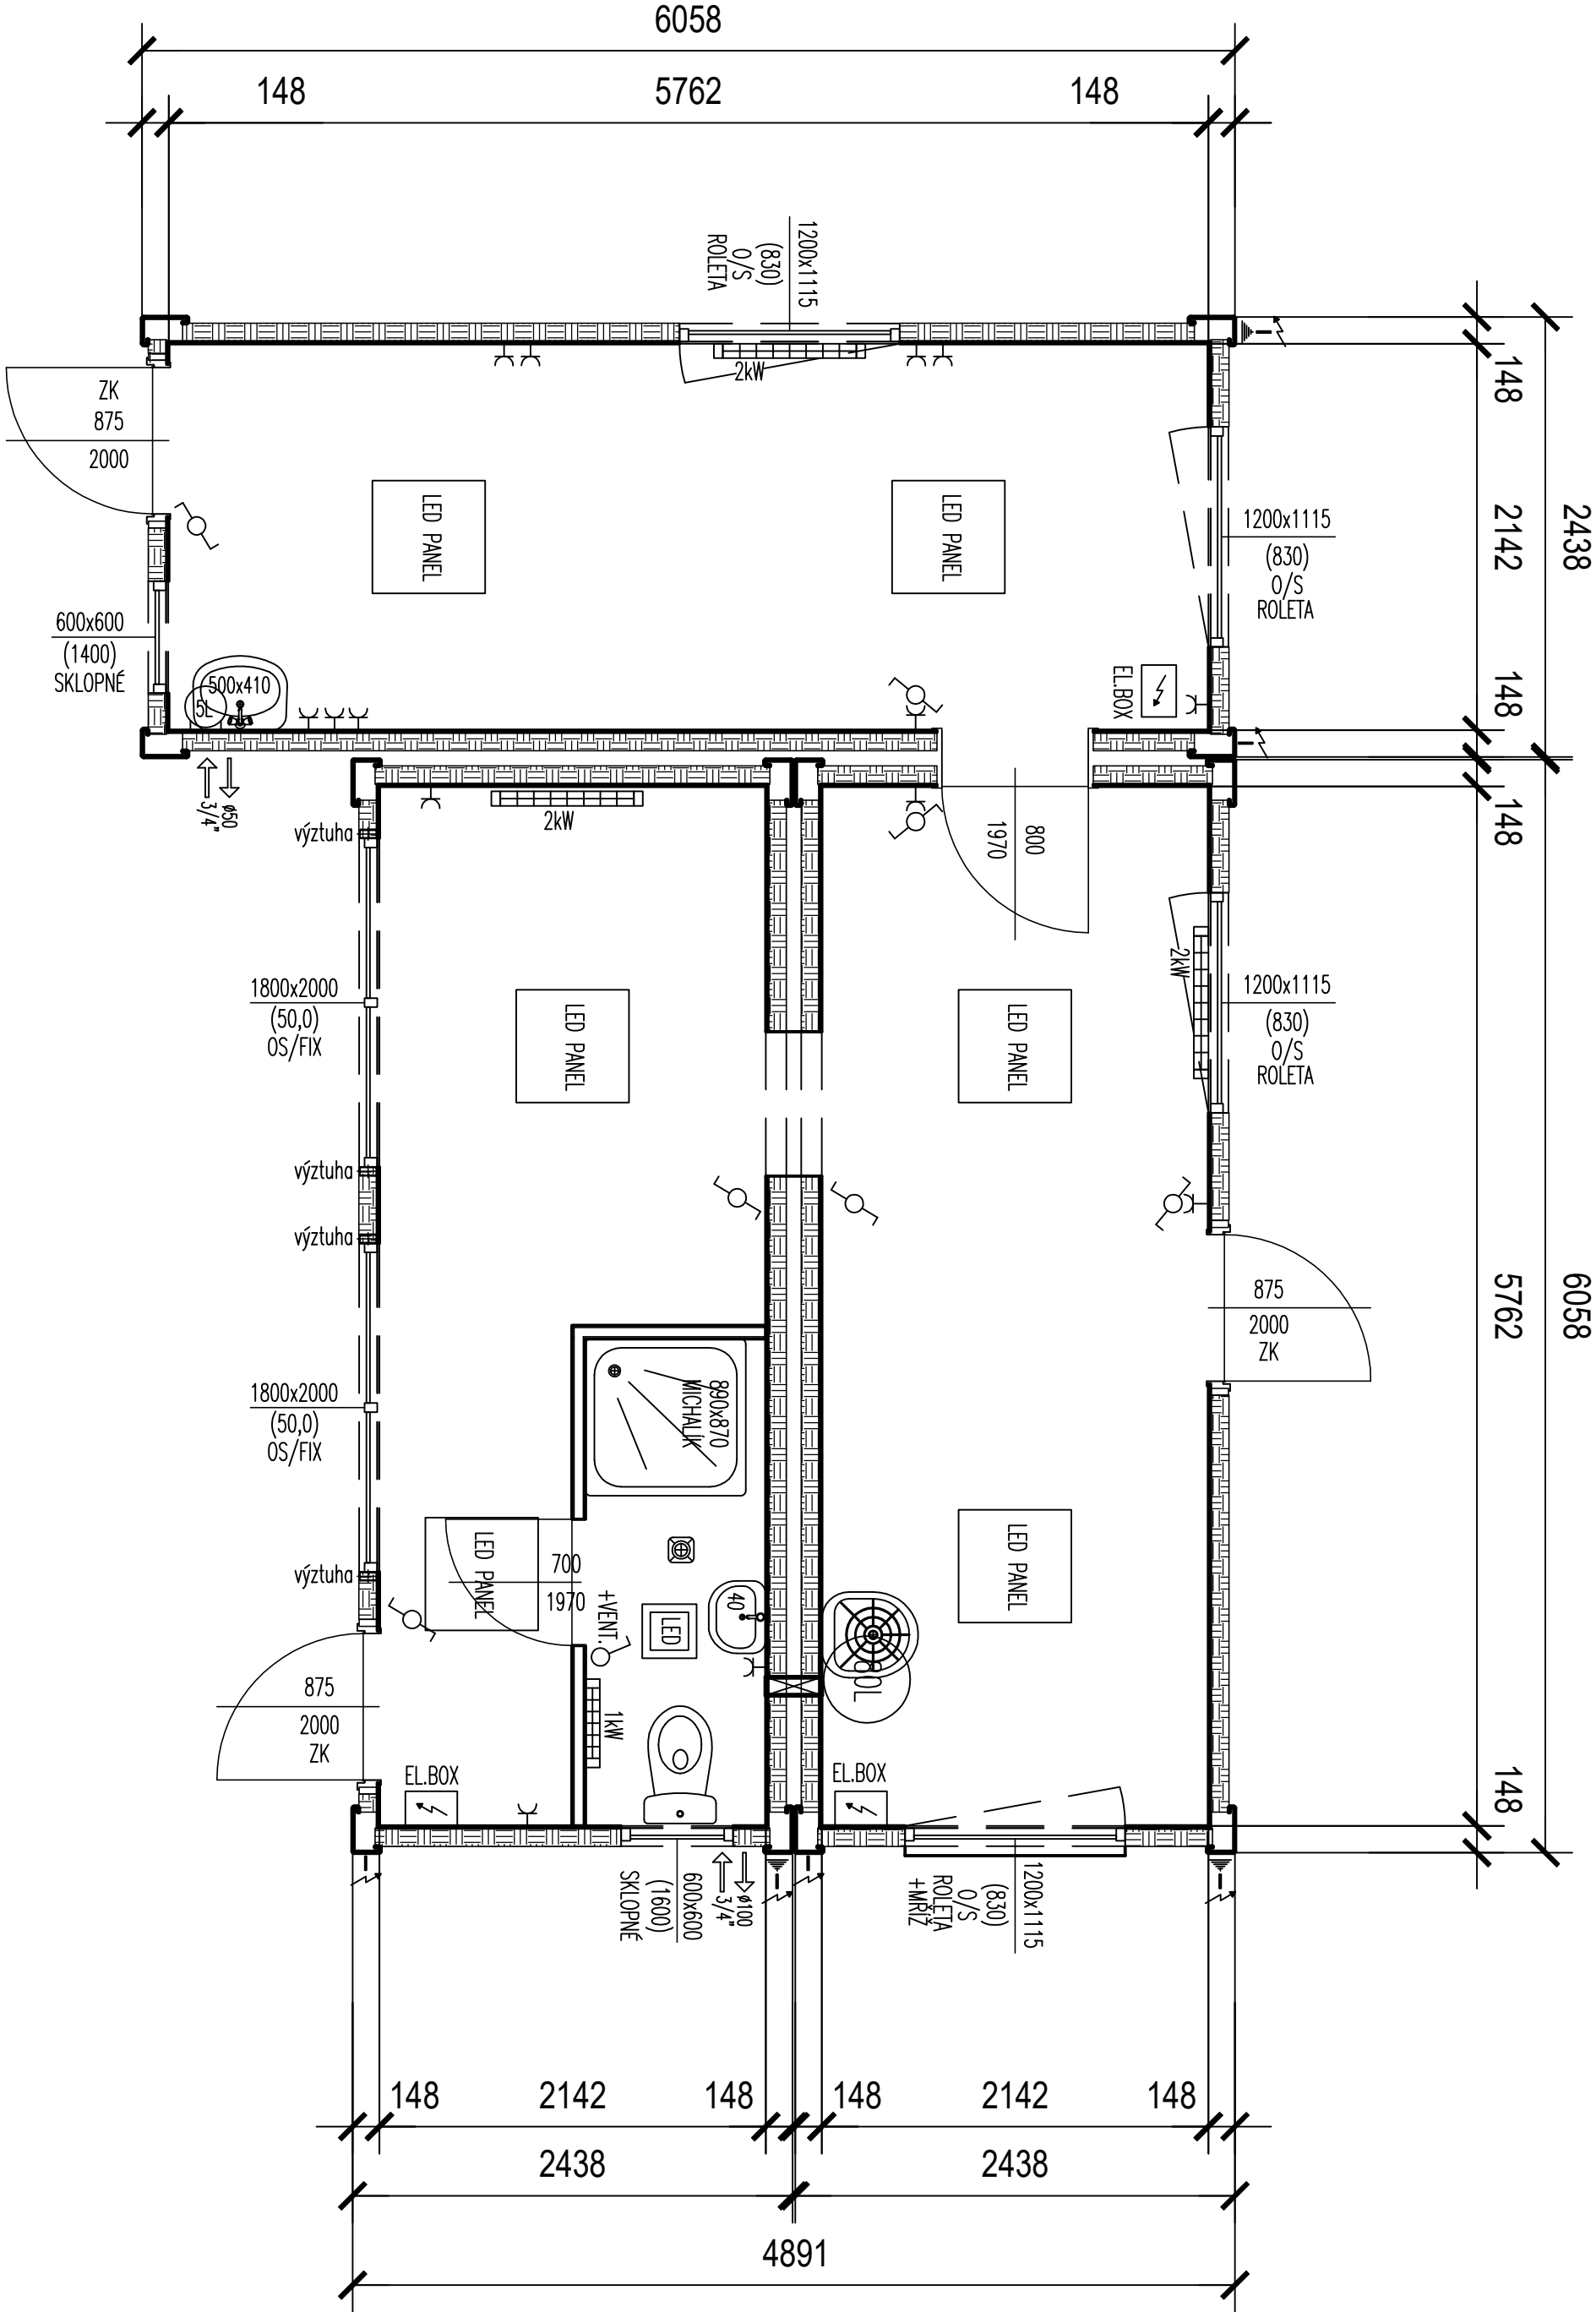 6058
148
5762
148
1200x1115
(830)
O/S
ROLETA
2kW
ZK
875
2000
LED PANEL
LED PANEL
1200x1115
(830)
O/S
ROLETA
148
2142
2438
148
148
600x600
(1400)
SKLOPNÉ
500x410
5L
EL.BOX
ø50
3/4"
výztuha
2kW
800
1970
1800x2000
(50,0)
OS/FIX
LED PANEL
LED PANEL
2kW
1200x1115
(830)
O/S
ROLETA
výztuha
výztuha
875
2000
ZK
5762
6058
1800x2000
(50,0)
OS/FIX
890x870
MICHALÍK
výztuha
LED PANEL
700
1970
+VENT.
LED
40
LED PANEL
80L
875
2000
ZK
1kW
EL.BOX
EL.BOX
148
ø100
3/4"
600x600
(1600)
SKLOPNÉ
1200x1115
(830)
O/S
ROLETA
+MŘÍŽ
148
2142
148
148
2142
148
2438
2438
4891